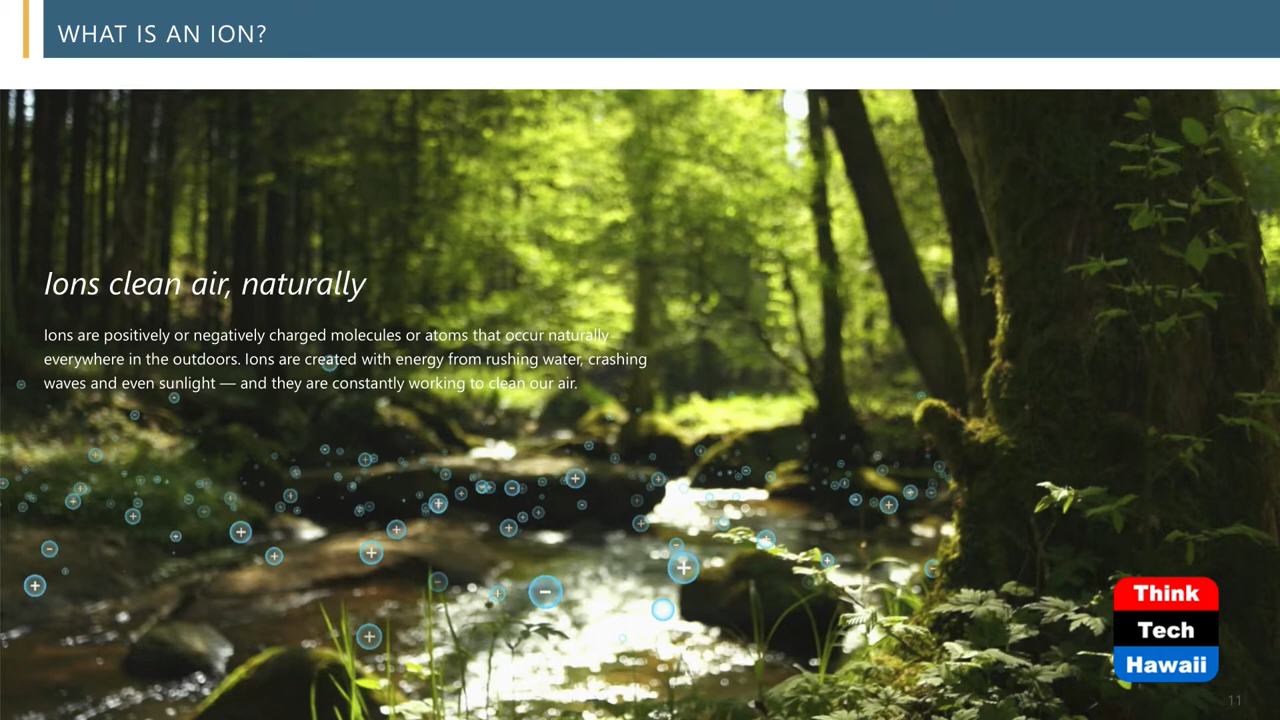 WHAT IS AN ION?
Ions clean air, naturally
Ions are positively or negatively charged molecules or atoms that occur naturally
everywhere in the outdoors. Ions are created with energy from rushing water, crashing
waves and even sunlight — and they are constantly working to clean our air.
Think
Tech
Hawaii
11